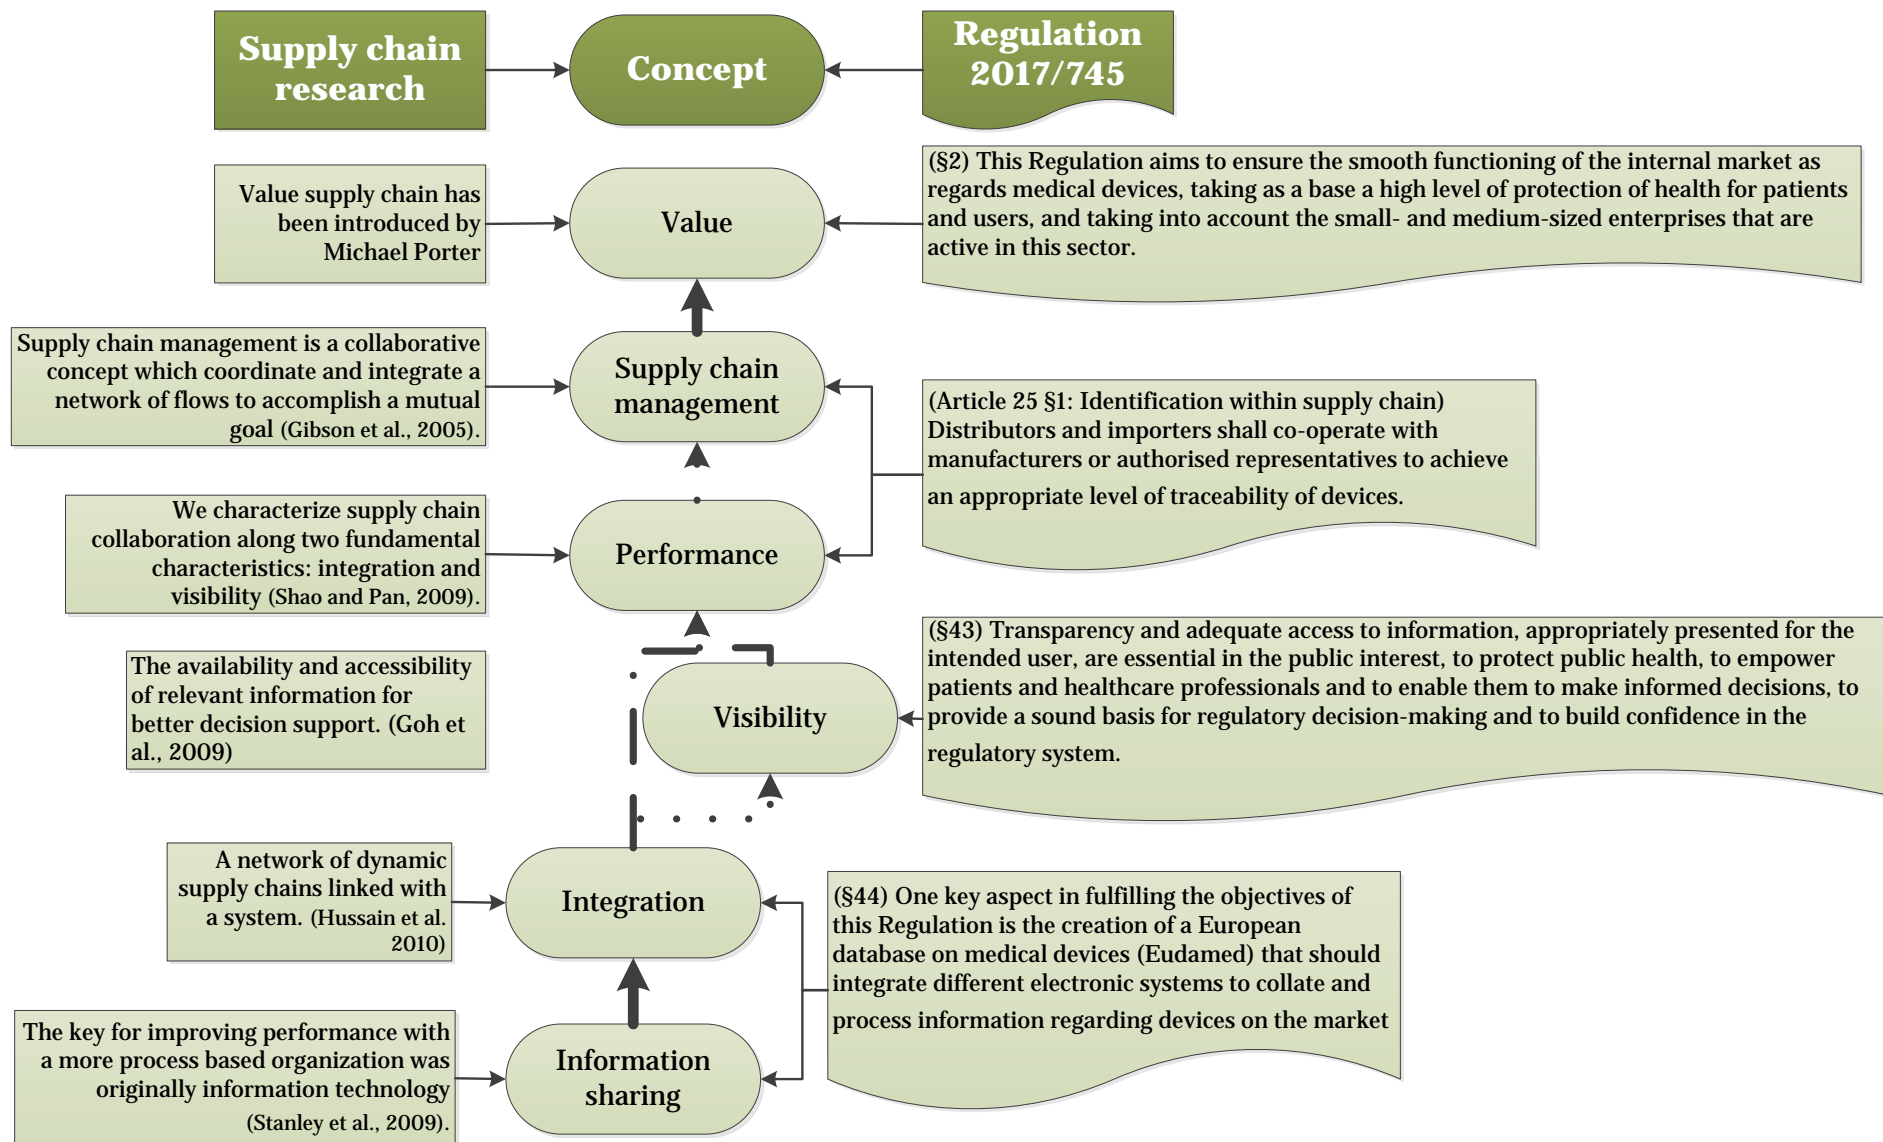 Supply chain
research
Concept
Regulation
2017/745
Value supply chain has
been introduced by
Michael Porter
Value
(§2) This Regulation aims to ensure the smooth functioning of the internal market as
regards medical devices, taking as a base a high level of protection of health for patients
and users, and taking into account the small- and medium-sized enterprises that are
active in this sector.
Supply chain management is a collaborative
concept which coordinate and integrate a
network of flows to accomplish a mutual
goal (Gibson et al., 2005).
Supply chain
management
(Article 25 §1: Identification within supply chain)
Distributors and importers shall co-operate with
manufacturers or authorised representatives to achieve
an appropriate level of traceability of devices.
We characterize supply chain
collaboration along two fundamental
characteristics: integration and
visibility (Shao and Pan, 2009).
Performance
The availability and accessibility
of relevant information for
better decision support. (Goh et
al., 2009)
Visibility
(§43) Transparency and adequate access to information, appropriately presented for the
intended user, are essential in the public interest, to protect public health, to empower
patients and healthcare professionals and to enable them to make informed decisions, to
provide a sound basis for regulatory decision-making and to build confidence in the
regulatory system.
A network of dynamic
supply chains linked with
a system. (Hussain et al.
2010)
Integration
(§44) One key aspect in fulfilling the objectives of
this Regulation is the creation of a European
database on medical devices (Eudamed) that should
integrate different electronic systems to collate and
process information regarding devices on the market
The key for improving performance with
a more process based organization was
originally information technology
(Stanley et al., 2009).
Information
sharing